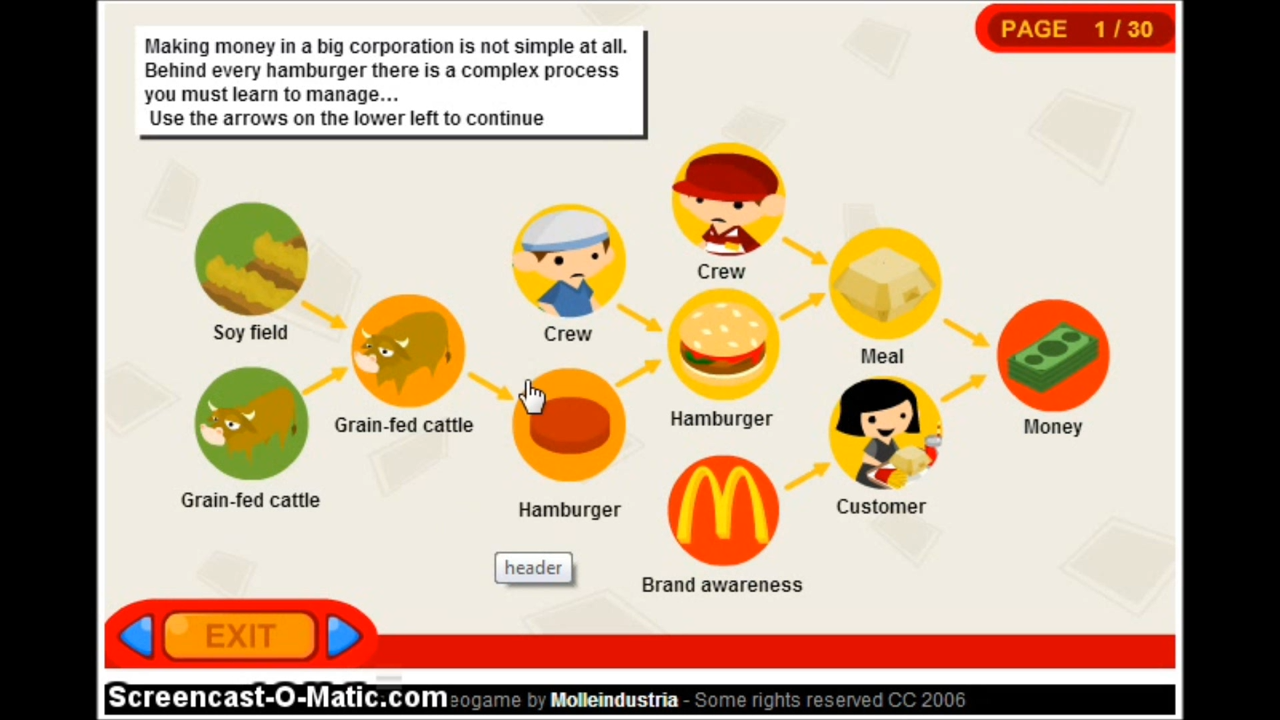 PAGE 1 / 30
Making money in a big corporation is not simple at all.
Behind every hamburger there is a complex process
you must learn to manage...
Use the arrows on the lower left to continue
Crew
Soy field
Crew
Meal
Grain-fed cattle
Hamburger
Money
Grain-fed cattle
Hamburger
Customer
header
Brand awareness
EXIT
Screencast-O-Matic.com
eogame by Molleindustria - Some rights reserved CC 2006